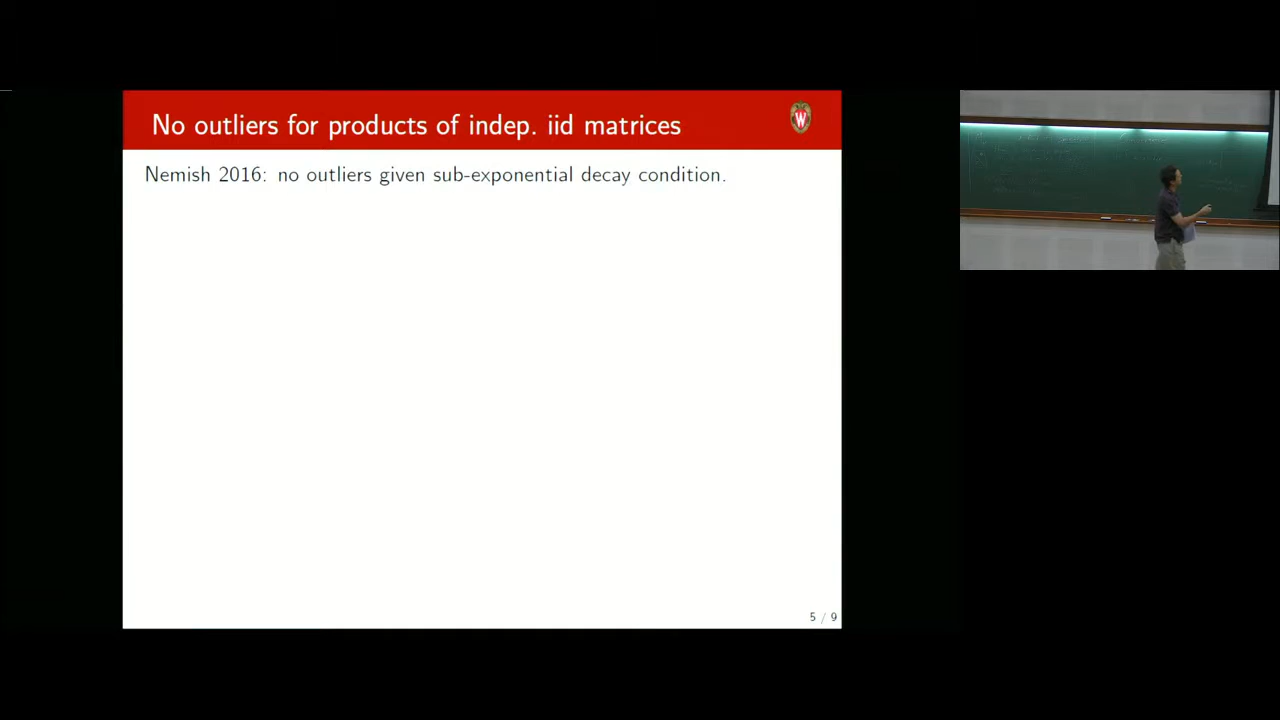 No outliers for products of indep. iid matrices
W
Nemish 2016: no outliers given sub-exponential decay condition.
5 / 9